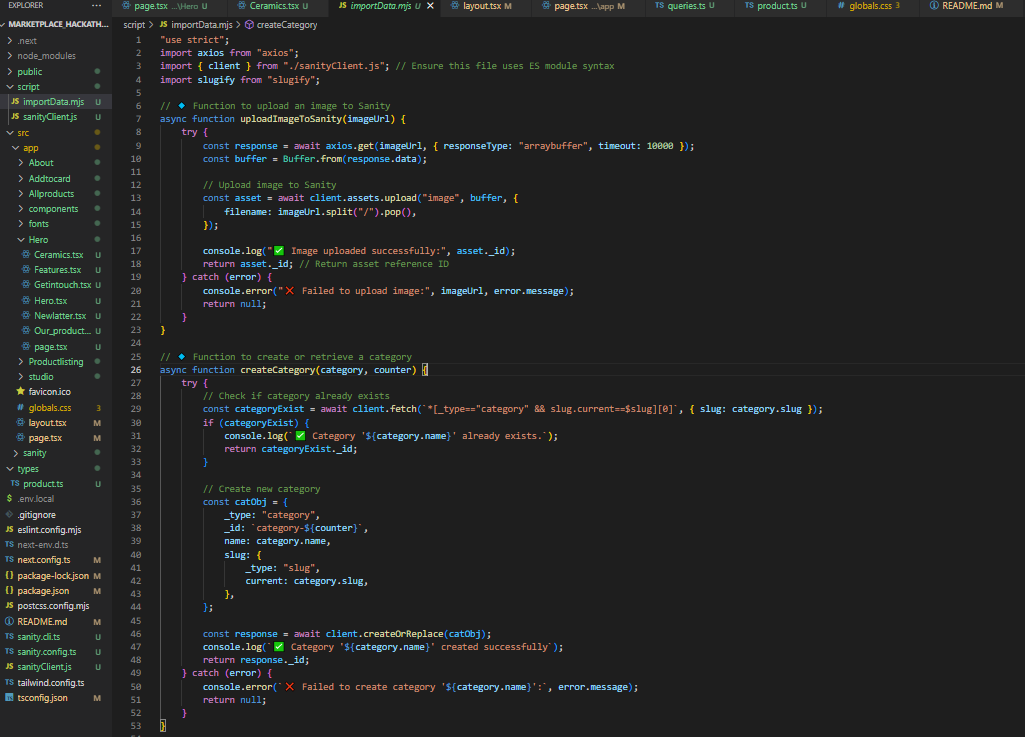 EXPLORER ···
page.tsx ...\Hero U
Ceramics.tsx U
JS importData.mjs U ✕
layout.tsx M
page.tsx ...\app M
TS queries.ts U
TS product.ts U
# globals.css 3
README.md M
MARKETPLACE_HACKATH...
script > JS importData.mjs > createCategory
.next
node_modules
public
script
JS importData.mjs U
JS sanityClient.js U
src
app
About
Addtocard
Allproducts
components
fonts
Hero
Ceramics.tsx U
Features.tsx U
Getintouch.tsx U
Hero.tsx U
Newlatter.tsx U
Our_product... U
page.tsx U
Productlisting
studio
favicon.ico
# globals.css 3
layout.tsx M
page.tsx M
sanity
types
TS product.ts U
$ .env.local
.gitignore
JS eslint.config.mjs
TS next-env.d.ts
TS next.config.ts M
{} package-lock.json M
{} package.json M
JS postcss.config.mjs
README.md M
TS sanity.cli.ts U
TS sanity.config.ts U
JS sanityClient.js U
TS tailwind.config.ts
tsconfig.json M
1 "use strict";
2 import axios from "axios";
3 import { client } from "./sanityClient.js"; // Ensure this file uses ES module syntax
4 import slugify from "slugify";
5
6 // 🔹 Function to upload an image to Sanity
7 async function uploadImageToSanity(imageUrl) {
8 try {
9 const response = await axios.get(imageUrl, { responseType: "arraybuffer", timeout: 10000 });
10 const buffer = Buffer.from(response.data);
11
12 // Upload image to Sanity
13 const asset = await client.assets.upload("image", buffer, {
14 filename: imageUrl.split("/").pop(),
15 });
16
17 console.log("✅ Image uploaded successfully:", asset._id);
18 return asset._id; // Return asset reference ID
19 } catch (error) {
20 console.error("❌ Failed to upload image:", imageUrl, error.message);
21 return null;
22 }
23 }
24
25 // 🔹 Function to create or retrieve a category
26 async function createCategory(category, counter) {
27 try {
28 // Check if category already exists
29 const categoryExist = await client.fetch(`*[_type=="category" && slug.current==$slug][0]`, { slug: category.slug });
30 if (categoryExist) {
31 console.log(`✅ Category '${category.name}' already exists.`);
32 return categoryExist._id;
33 }
34
35 // Create new category
36 const catObj = {
37 _type: "category",
38 _id: `category-${counter}`,
39 name: category.name,
40 slug: {
41 _type: "slug",
42 current: category.slug,
43 },
44 };
45
46 const response = await client.createOrReplace(catObj);
47 console.log(`✅ Category '${category.name}' created successfully`);
48 return response._id;
49 } catch (error) {
50 console.error(`❌ Failed to create category '${category.name}':`, error.message);
51 return null;
52 }
53 }